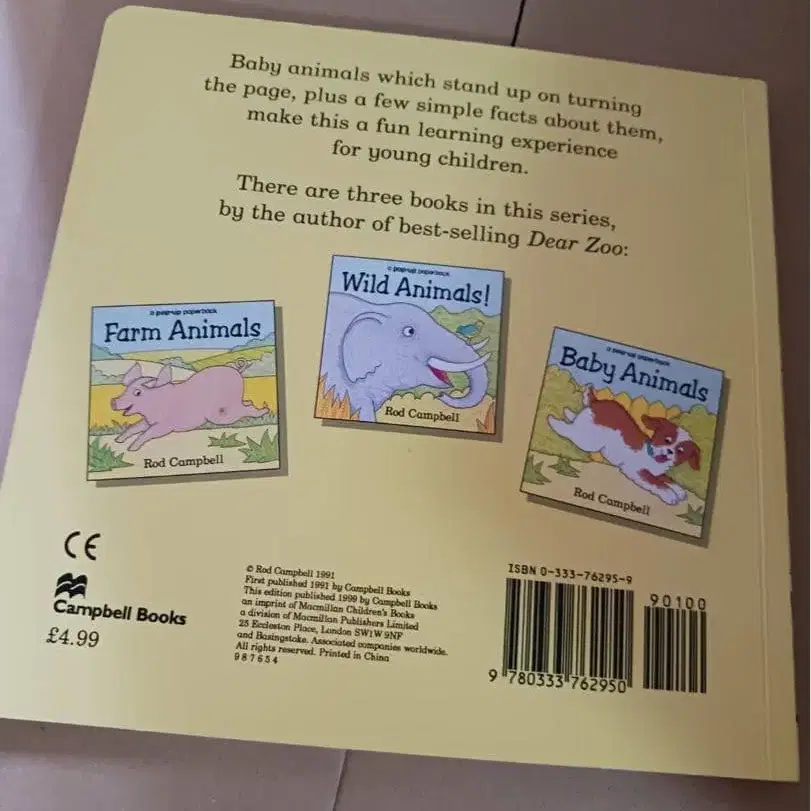 Baby animals which stand up on turning
the page, plus a few simple facts about them,
make this a fun learning experience
for young children.
There are three books in this series,
by the author of best-selling Dear Zoo:
a pop-up paperback
Farm Animals
Rod Campbell
a pop-up paperback
Wild Animals!
Rod Campbell
a pop-up paperback
Baby Animals
Rod Campbell
CE
Campbell Books
£4.99
© Rod Campbell 1991
First published 1991 by Campbell Books
This edition published 1999 by Campbell Books
an imprint of Macmillan Children's Books
a division of Macmillan Publishers Limited
25 Eccleston Place, London SW1W 9NF
and Basingstoke. Associated companies worldwide.
All rights reserved. Printed in China
9 8 7 6 5 4
ISBN 0-333-76295-9
90100
9 780333 762950